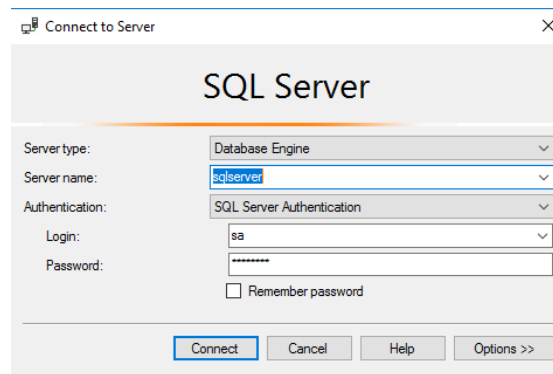 Connect to Server
SQL Server
Server type: Database Engine
Server name: sqlserver
Authentication: SQL Server Authentication
Login: sa
Password: ********
Remember password
Connect Cancel Help Options >>